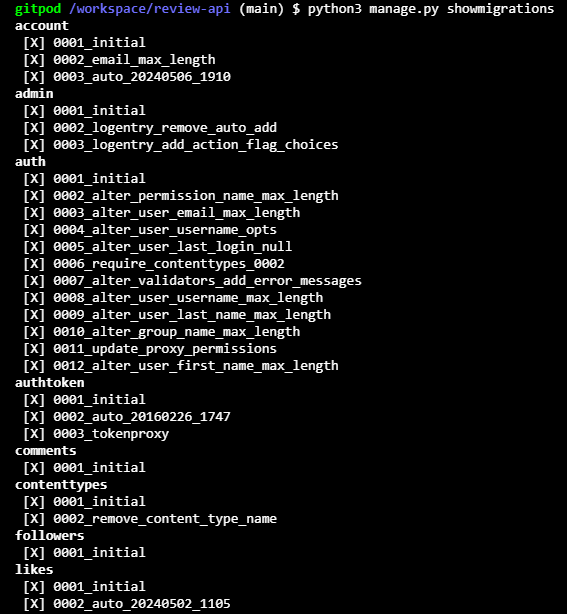 gitpod /workspace/review-api (main) $ python3 manage.py showmigrations
account
[X] 0001_initial
[X] 0002_email_max_length
[X] 0003_auto_20240506_1910
admin
[X] 0001_initial
[X] 0002_logentry_remove_auto_add
[X] 0003_logentry_add_action_flag_choices
auth
[X] 0001_initial
[X] 0002_alter_permission_name_max_length
[X] 0003_alter_user_email_max_length
[X] 0004_alter_user_username_opts
[X] 0005_alter_user_last_login_null
[X] 0006_require_contenttypes_0002
[X] 0007_alter_validators_add_error_messages
[X] 0008_alter_user_username_max_length
[X] 0009_alter_user_last_name_max_length
[X] 0010_alter_group_name_max_length
[X] 0011_update_proxy_permissions
[X] 0012_alter_user_first_name_max_length
authtoken
[X] 0001_initial
[X] 0002_auto_20160226_1747
[X] 0003_tokenproxy
comments
[X] 0001_initial
contenttypes
[X] 0001_initial
[X] 0002_remove_content_type_name
followers
[X] 0001_initial
likes
[X] 0001_initial
[X] 0002_auto_20240502_1105